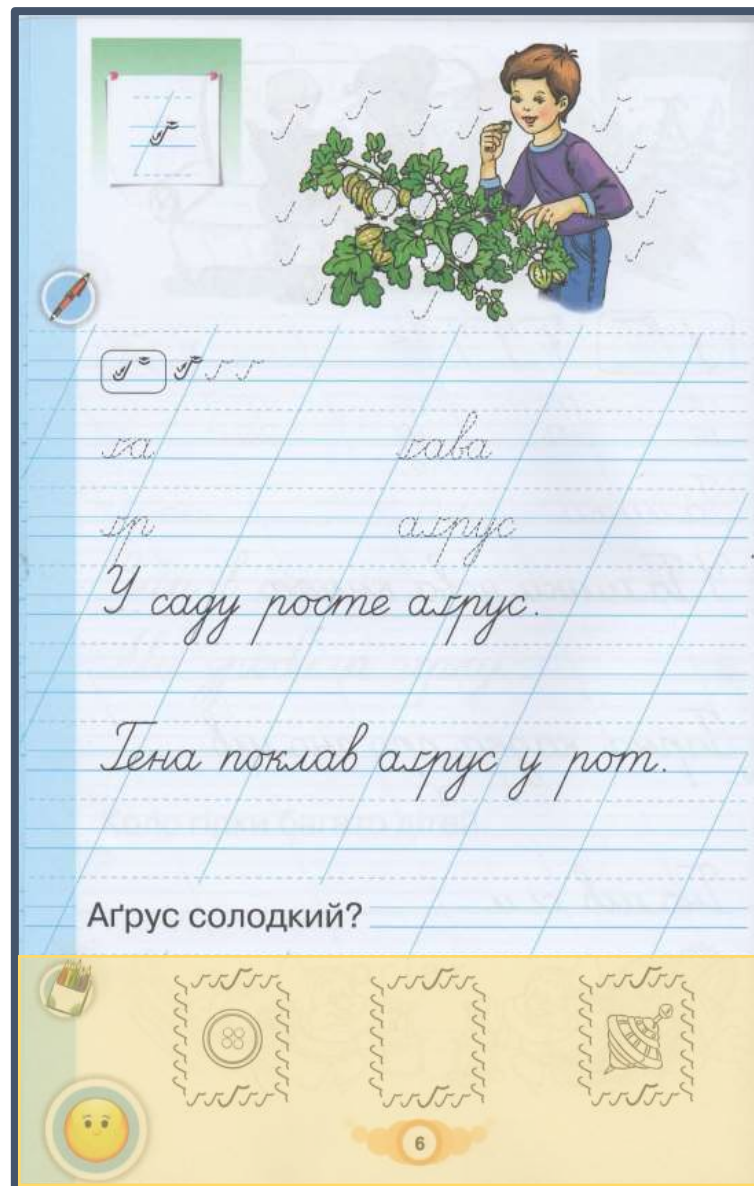 ґ
ґ ґ ґ
ґа ґава
ґр аґрус
У саду росте аґрус.
Гена поклав аґрус у рот.
Аґрус солодкий?
6